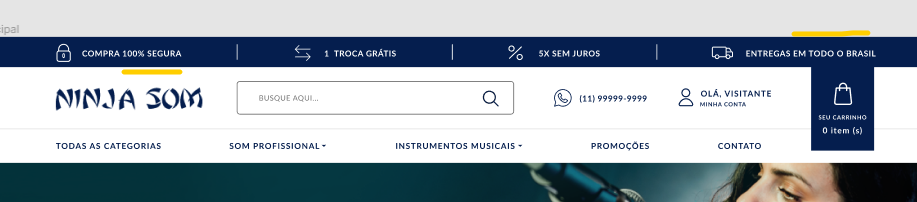 cipal
COMPRA 100% SEGURA
1 TROCA GRÁTIS
5X SEM JUROS
ENTREGAS EM TODO O BRASIL
NINJA SOM
BUSQUE AQUI...
(11) 99999-9999
OLÁ, VISITANTE
MINHA CONTA
SEU CARRINHO
0 item (s)
TODAS AS CATEGORIAS
SOM PROFISSIONAL
INSTRUMENTOS MUSICAIS
PROMOÇÕES
CONTATO